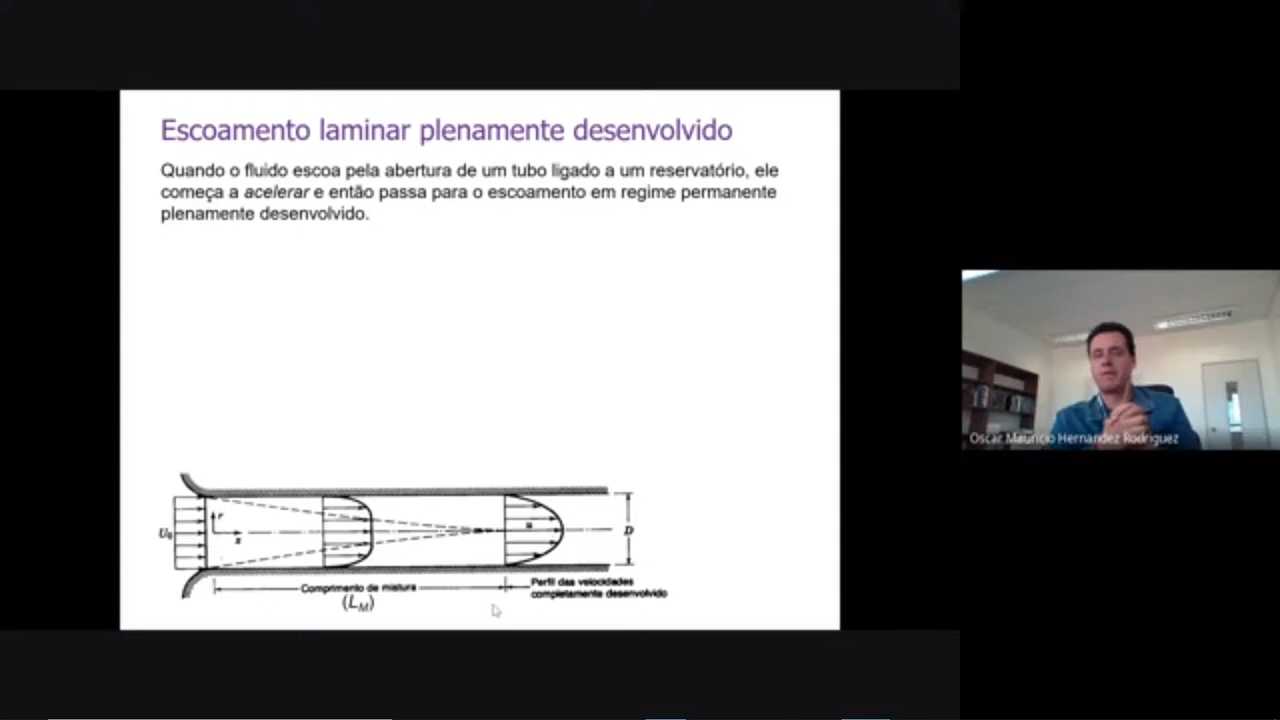 Escoamento laminar plenamente desenvolvido
Quando o fluido escoa pela abertura de um tubo ligado a um reservatório, ele
começa a acelerar e então passa para o escoamento em regime permanente
plenamente desenvolvido.
U₀
r
x
u
D
Comprimento de mistura
(L_M)
Perfil das velocidades
completamente desenvolvido
Oscar Mauricio Hernandez Rodriguez